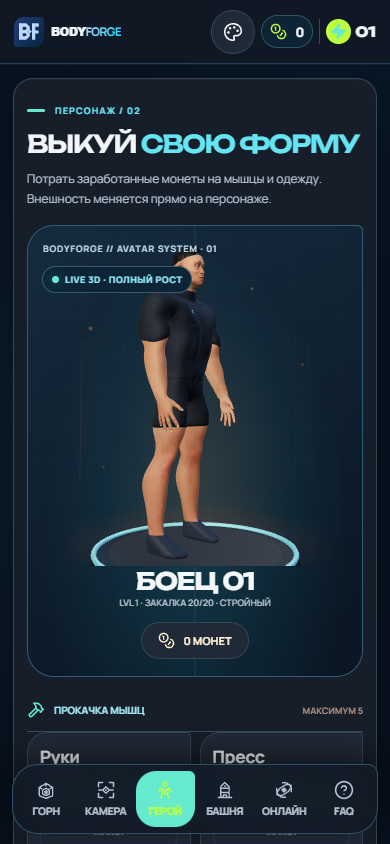 BF BODYFORGE
0
01
ПЕРСОНАЖ / 02
ВЫКУЙ СВОЮ ФОРМУ
Потрать заработанные монеты на мышцы и одежду.
Внешность меняется прямо на персонаже.
BODYFORGE // AVATAR SYSTEM · 01
LIVE 3D · ПОЛНЫЙ РОСТ
БОЕЦ 01
LVL 1 · ЗАКАЛКА 20/20 · СТРОЙНЫЙ
0 МОНЕТ
ПРОКАЧКА МЫШЦ
МАКСИМУМ 5
Руки
Пресс
ГОРН
КАМЕРА
ГЕРОЙ
БАШНЯ
ОНЛАЙН
FAQ